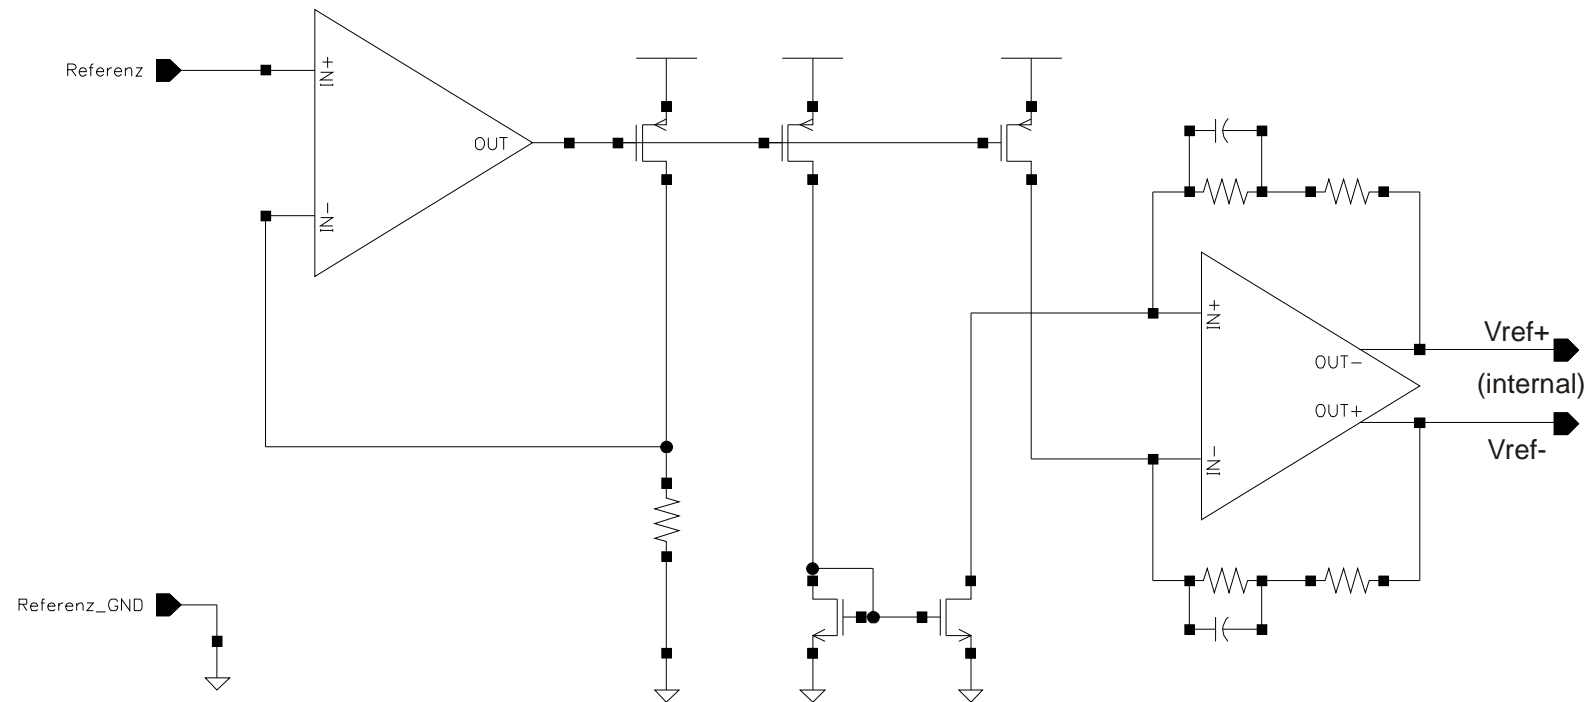 Referenz
+IN
-IN
OUT
Referenz_GND
+IN
-IN
OUT-
OUT+
Vref+
(internal)
Vref-